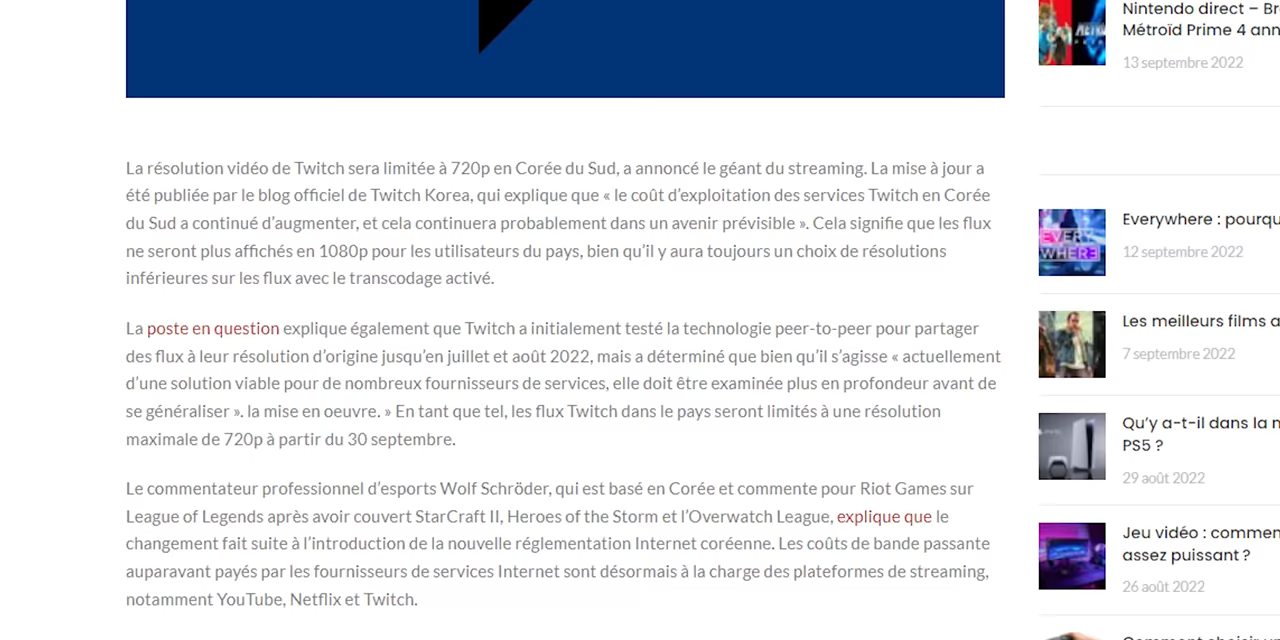 La résolution vidéo de Twitch sera limitée à 720p en Corée du Sud, a annoncé le géant du streaming. La mise à jour a
été publiée par le blog officiel de Twitch Korea, qui explique que « le coût d’exploitation des services Twitch en Corée
du Sud a continué d’augmenter, et cela continuera probablement dans un avenir prévisible ». Cela signifie que les flux
ne seront plus affichés en 1080p pour les utilisateurs du pays, bien qu’il y aura toujours un choix de résolutions
inférieures sur les flux avec le transcodage activé.
La poste en question explique également que Twitch a initialement testé la technologie peer-to-peer pour partager
des flux à leur résolution d’origine jusqu’en juillet et août 2022, mais a déterminé que bien qu’il s’agisse « actuellement
d’une solution viable pour de nombreux fournisseurs de services, elle doit être examinée plus en profondeur avant de
se généraliser ». la mise en oeuvre. » En tant que tel, les flux Twitch dans le pays seront limités à une résolution
maximale de 720p à partir du 30 septembre.
Le commentateur professionnel d’esports Wolf Schröder, qui est basé en Corée et commente pour Riot Games sur
League of Legends après avoir couvert StarCraft II, Heroes of the Storm et l’Overwatch League, explique que le
changement fait suite à l’introduction de la nouvelle réglementation Internet coréenne. Les coûts de bande passante
auparavant payés par les fournisseurs de services Internet sont désormais à la charge des plateformes de streaming,
notamment YouTube, Netflix et Twitch.
Nintendo direct – Br
Métroïd Prime 4 ann
13 septembre 2022
EVERY
WHER3
Everywhere : pourqu
12 septembre 2022
Les meilleurs films a
7 septembre 2022
Qu’y a-t-il dans la n
PS5 ?
29 août 2022
Jeu vidéo : commen
assez puissant ?
26 août 2022